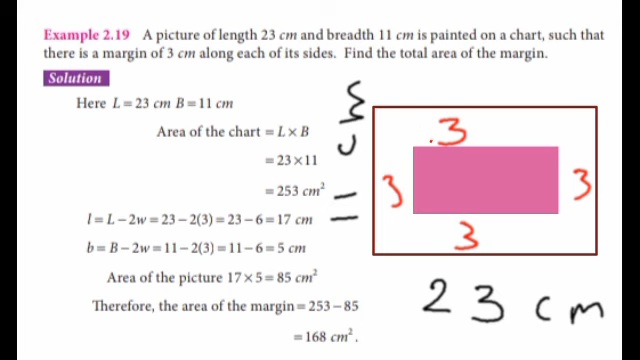 Example 2.19 A picture of length 23 cm and breadth 11 cm is painted on a chart, such that
there is a margin of 3 cm along each of its sides. Find the total area of the margin.
Solution
Here L = 23 cm B = 11 cm
Area of the chart = L × B
= 23 × 11
= 253 cm²
l = L − 2w = 23 − 2(3) = 23 − 6 = 17 cm
b = B − 2w = 11 − 2(3) = 11 − 6 = 5 cm
Area of the picture 17 × 5 = 85 cm²
Therefore, the area of the margin = 253 − 85
= 168 cm².
11 cm
3
3
3
3
23 cm